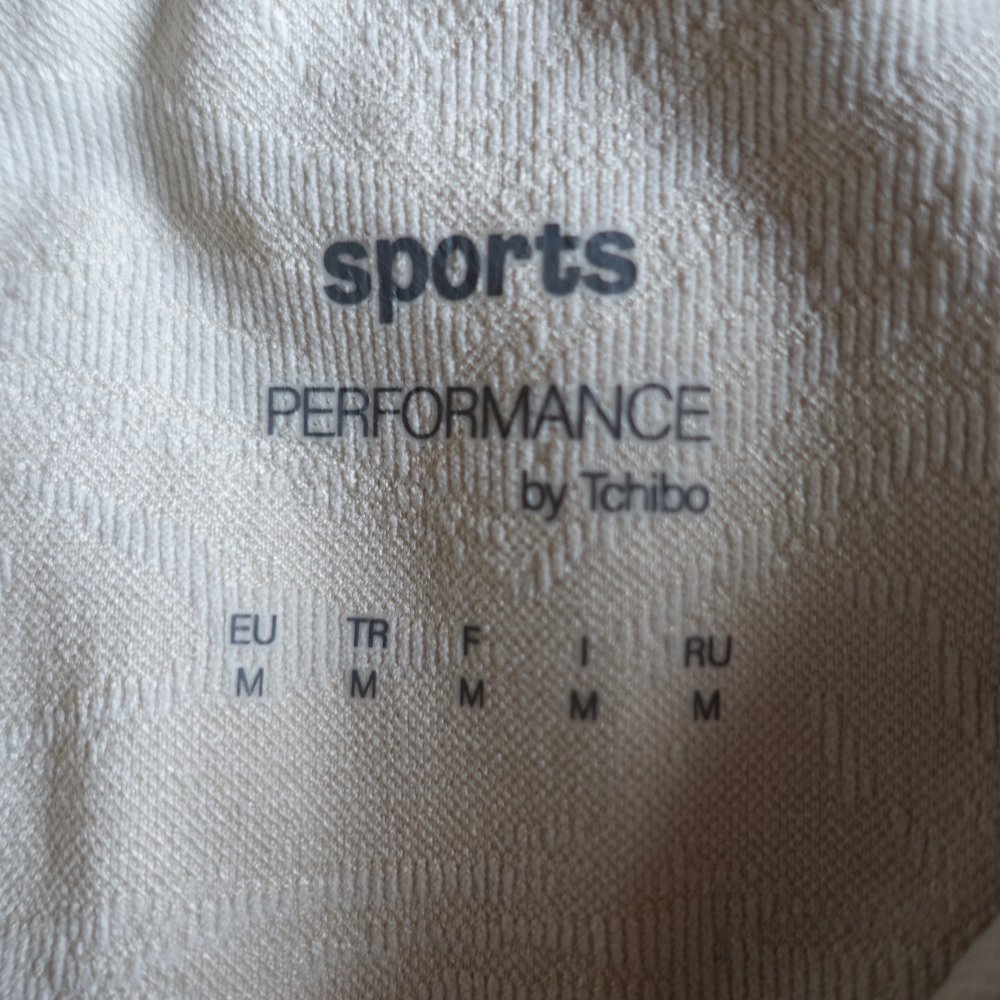 sports
PERFORMANCE
by Tchibo
EU TR F I RU
M M M M M